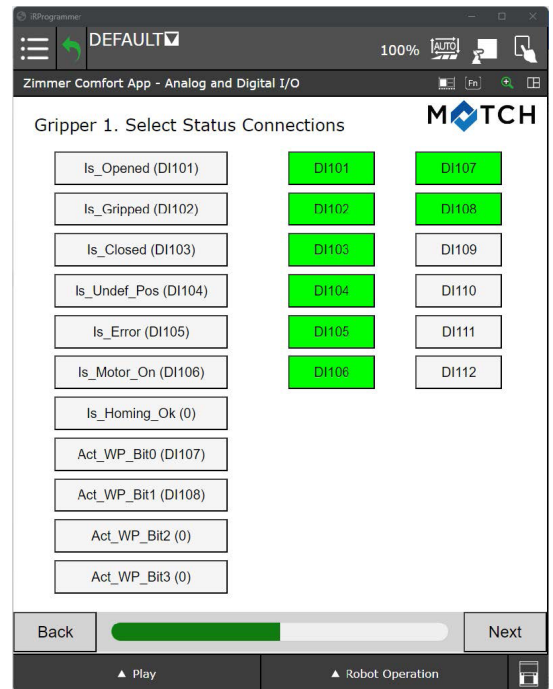 iRProgrammer
DEFAULT
100%
AUTO
Zimmer Comfort App - Analog and Digital I/O
Fn
Gripper 1. Select Status Connections
MATCH
Is_Opened (DI101)
DI101
DI107
Is_Gripped (DI102)
DI102
DI108
Is_Closed (DI103)
DI103
DI109
Is_Undef_Pos (DI104)
DI104
DI110
Is_Error (DI105)
DI105
DI111
Is_Motor_On (DI106)
DI106
DI112
Is_Homing_Ok (0)
Act_WP_Bit0 (DI107)
Act_WP_Bit1 (DI108)
Act_WP_Bit2 (0)
Act_WP_Bit3 (0)
Back
Next
Play
Robot Operation